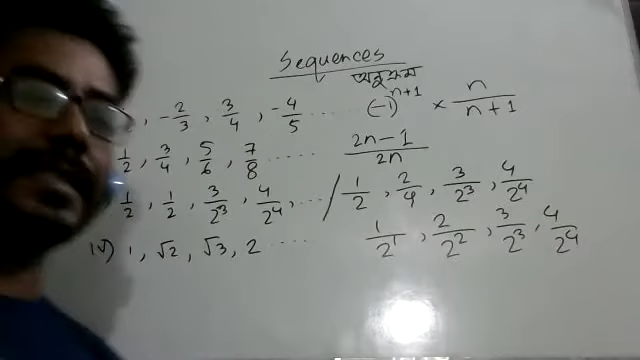 Sequences
অনুক্রম
, -2/3, 3/4, -4/5 ..... (-1)^{n+1} × n/(n+1)
1/2, 3/4, 5/6, 7/8 ..... (2n-1)/2n
1/2, 1/2, 3/2^3, 4/2^4, ... / 1/2, 2/4, 3/2^3, 4/2^4
iv) 1, √2, √3, 2 ..... 1/2^1, 2/2^2, 3/2^3, 4/2^4